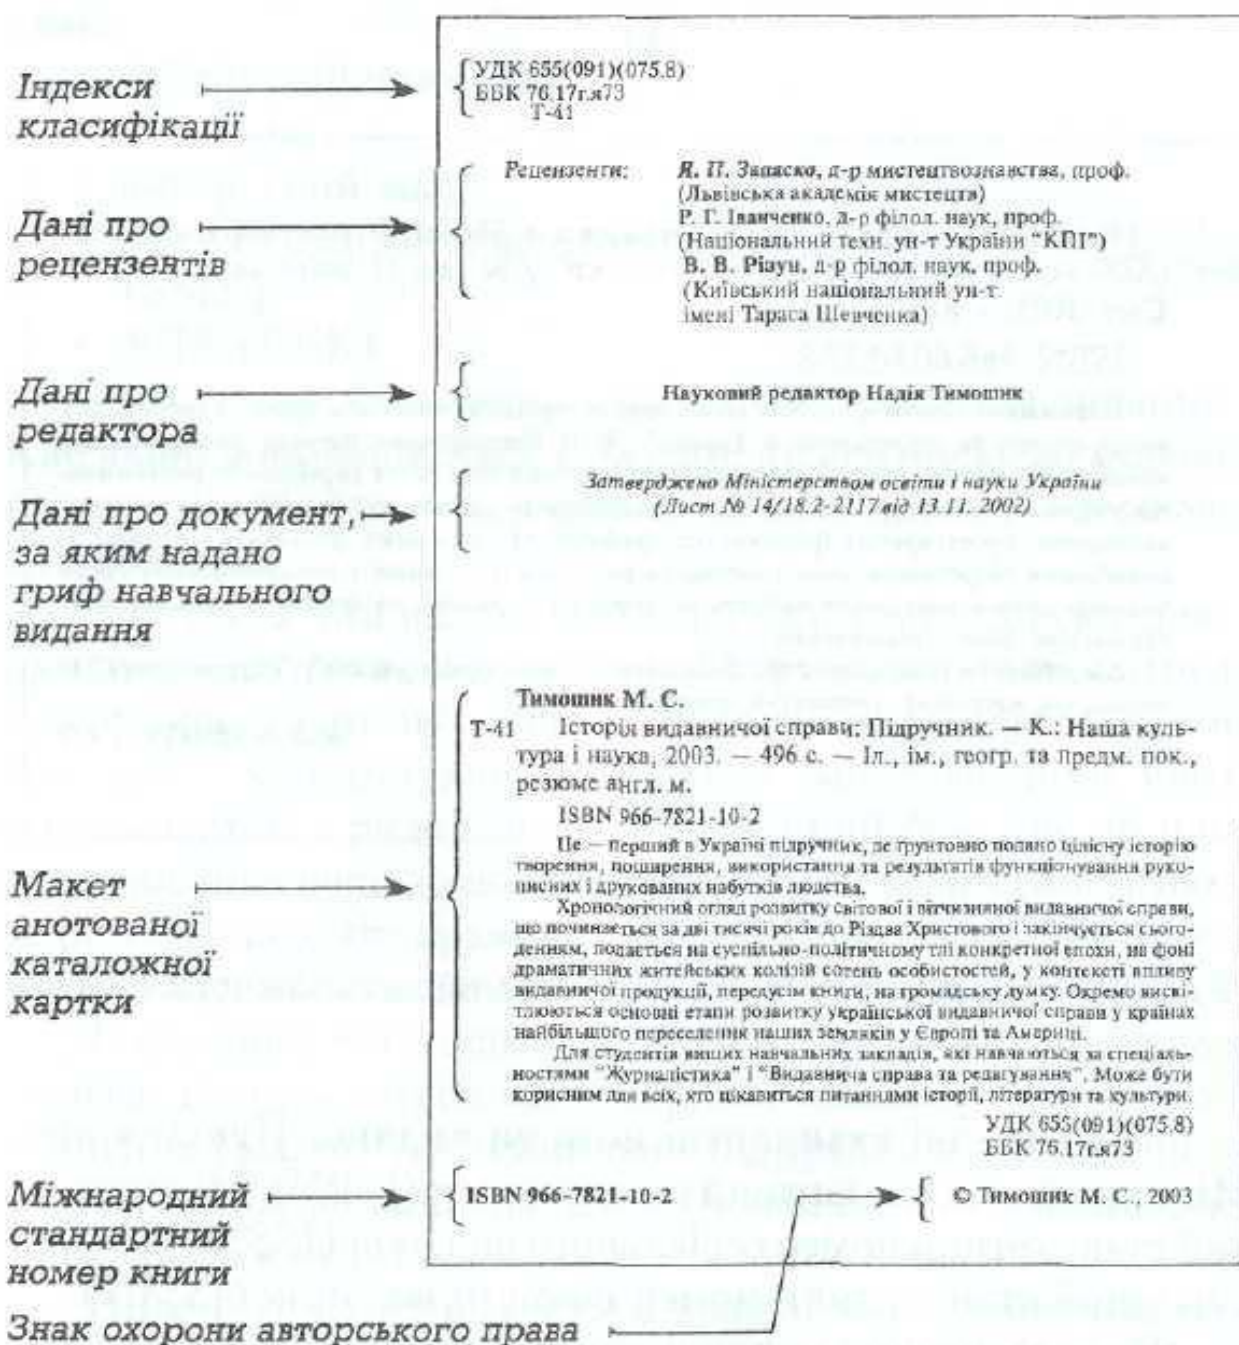 Індекси
класифікації
УДК 655(091)(075.8)
ББК 76.17г.я73
Т-41
Дані про
рецензентів
Рецензенти: Я. П. Запаско, д-р мистецтвознавства, проф.
(Львівська академія мистецтв)
Р. Г. Іванченко, д-р філол. наук, проф.
(Національний техн. ун-т України “КПІ”)
В. В. Різун, д-р філол. наук, проф.
(Київський національний ун-т
імені Тараса Шевченка)
Дані про
редактора
Науковий редактор Надія Тимошик
Дані про документ,
за яким надано
гриф навчального
видання
Затверджено Міністерством освіти і науки України
(Лист № 14/18.2-2117 від 13.11. 2002)
Макет
анотованої
каталожної
картки
Тимошик М. С.
Т-41 Історія видавничої справи: Підручник. — К.: Наша куль-
тура і наука, 2003. — 496 с. — Іл., ім., геогр. та предм. пок.,
резюме англ. м.
ISBN 966-7821-10-2
Це — перший в Україні підручник, де ґрунтовно подано цілісну історію
творення, поширення, використання та результатів функціонування руко-
писних і друкованих набутків людства.
Хронологічний огляд розвитку світової і вітчизняної видавничої справи,
що починається за дві тисячі років до Різдва Христового і закінчується сього-
денням, подається на суспільно-політичному тлі конкретної епохи, на фоні
драматичних житейських колізій сотень особистостей, у контексті впливу
видавничої продукції, передусім книги, на громадську думку. Окремо висві-
тлюються основні етапи розвитку української видавничої справи у країнах
найбільшого переселення наших земляків у Європі та Америці.
Для студентів вищих навчальних закладів, які навчаються за спеціаль-
ностями “Журналістика” і “Видавнича справа та редагування”. Може бути
корисним для всіх, хто цікавиться питаннями історії, літератури та культури.
УДК 655(091)(075.8)
ББК 76.17г.я73
Міжнародний
стандартний
номер книги
ISBN 966-7821-10-2
© Тимошик М. С., 2003
Знак охорони авторського права